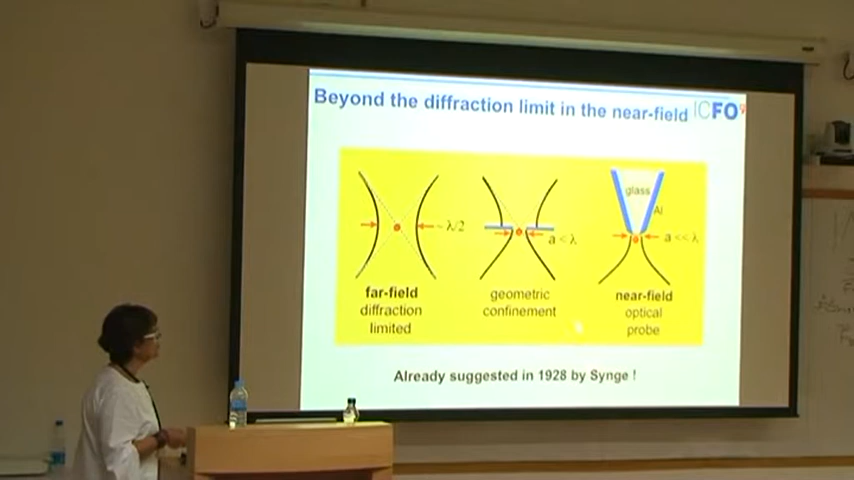 Beyond the diffraction limit in the near-field ICFO
glass
Al
~ λ/2
a < λ
a << λ
far-field
diffraction
limited
geometric
confinement
near-field
optical
probe
Already suggested in 1928 by Synge !